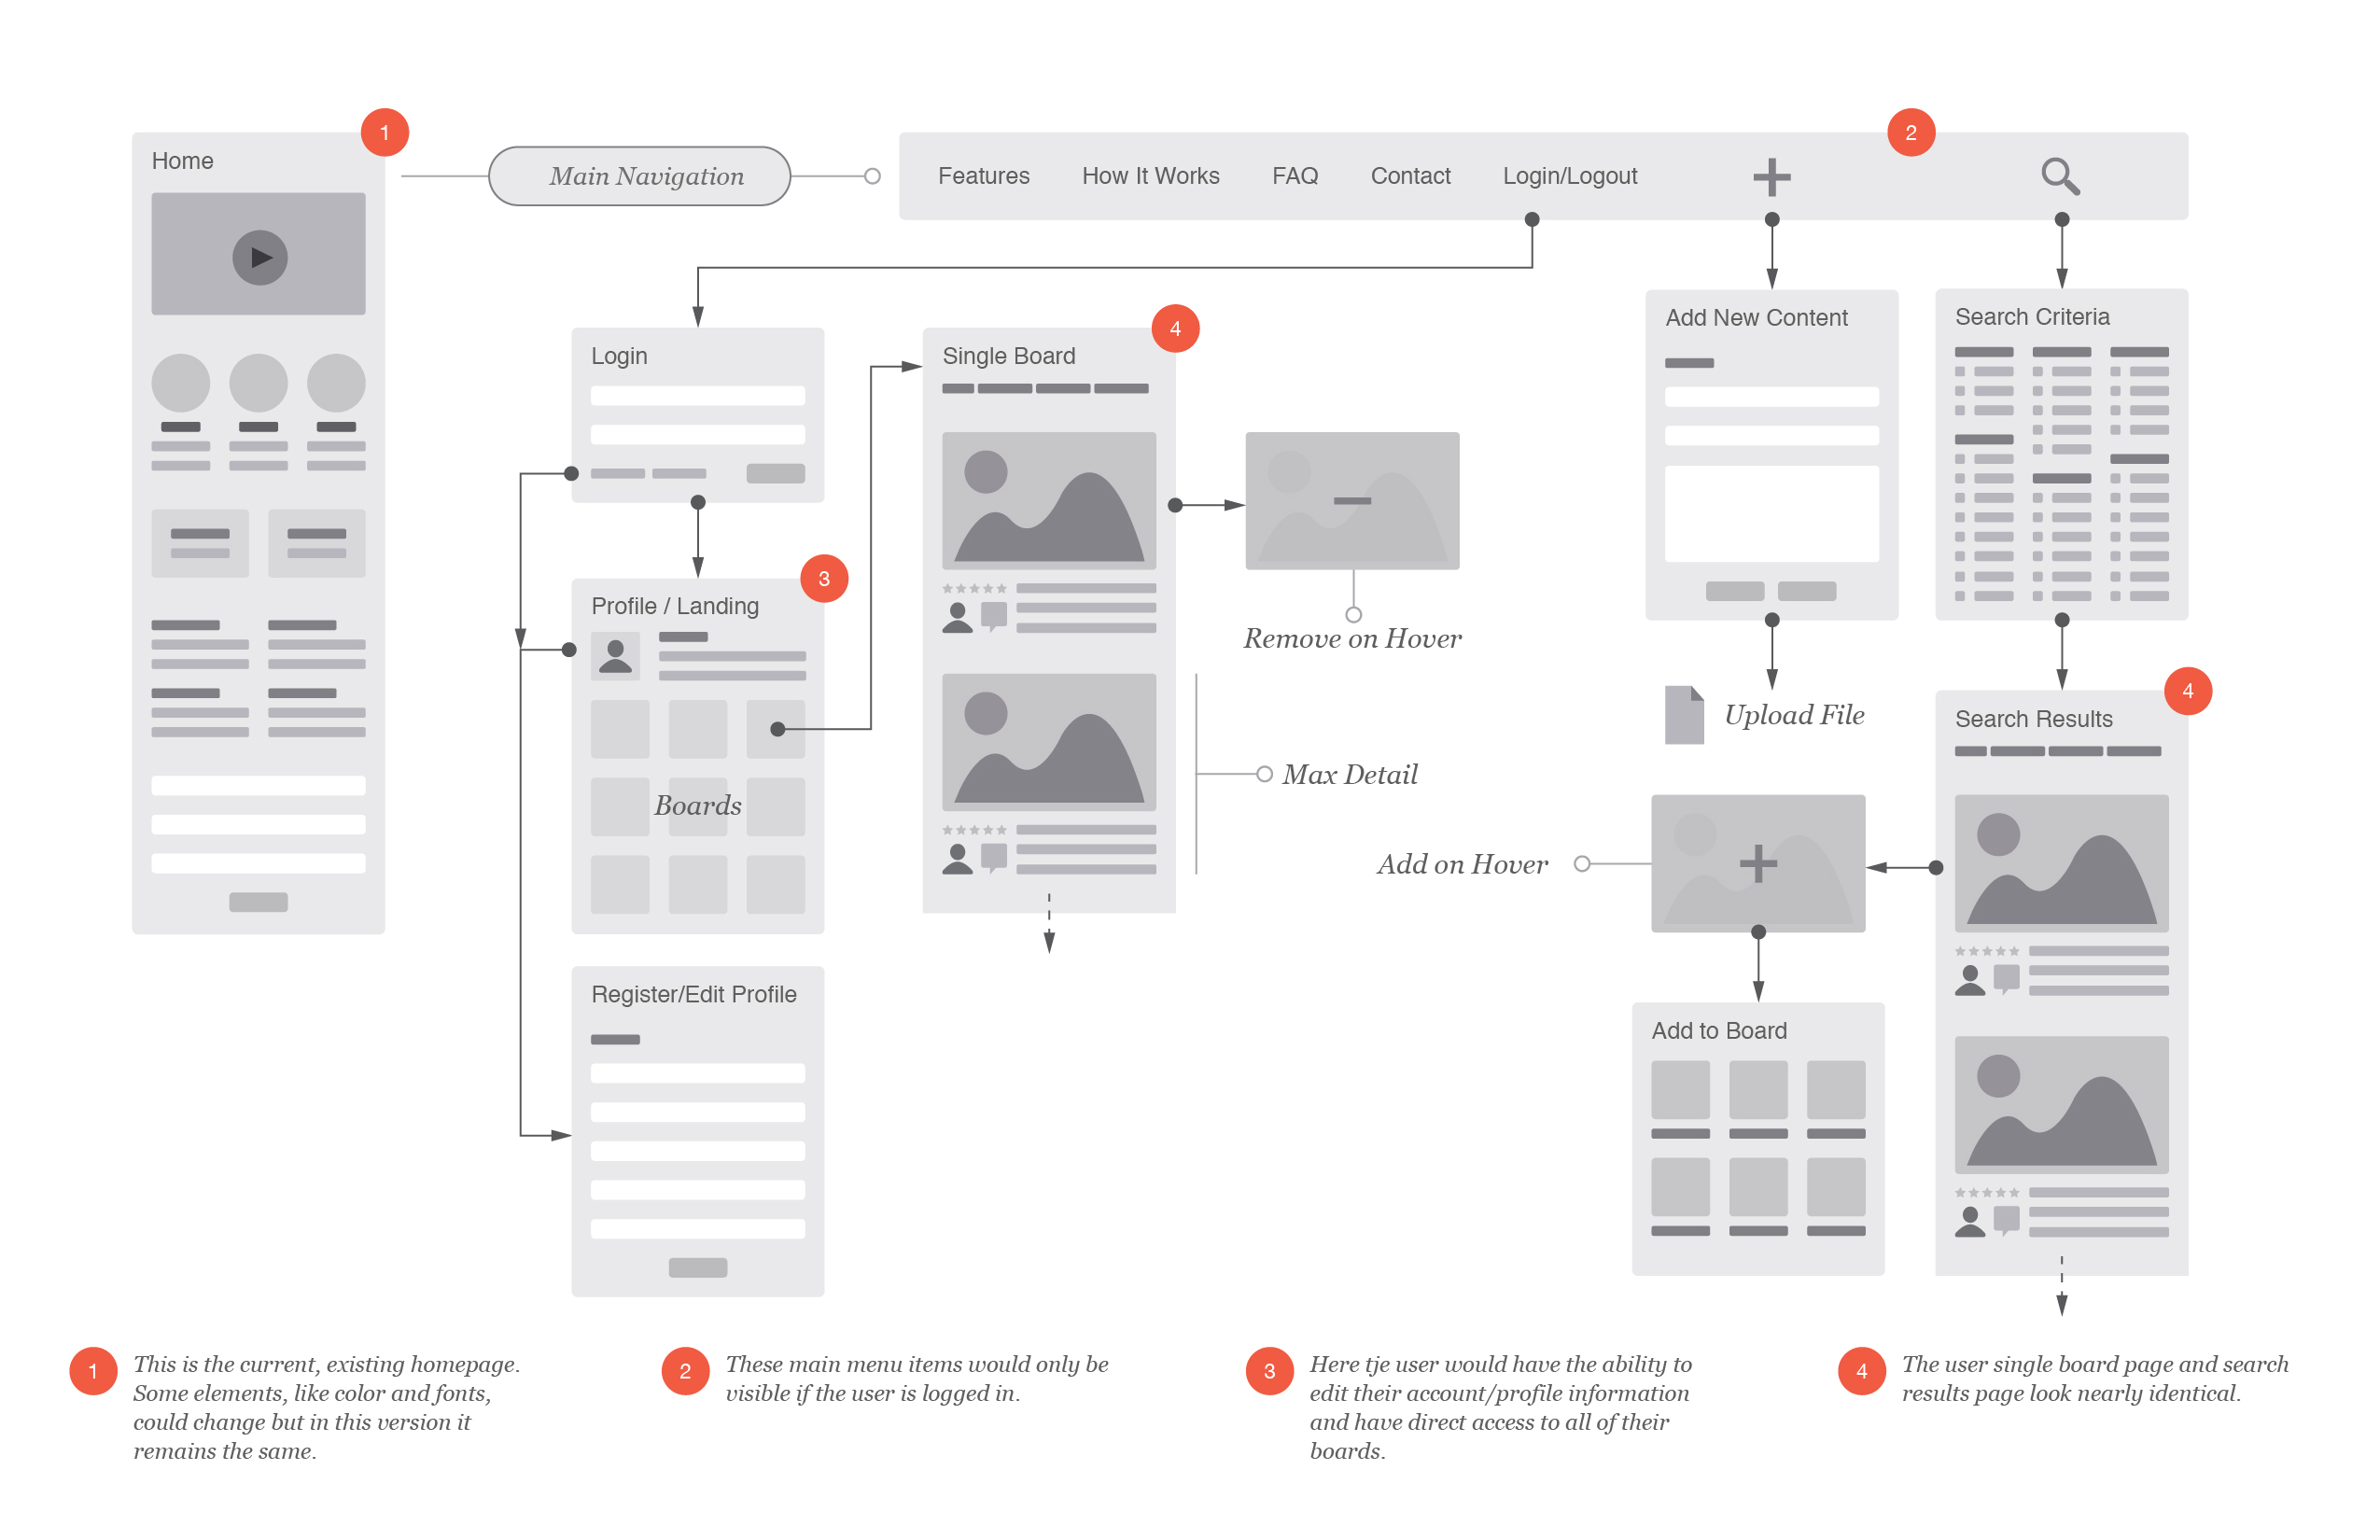 Home
1
Main Navigation
Features
How It Works
FAQ
Contact
Login/Logout
2
Login
Single Board
4
Add New Content
Search Criteria
Profile / Landing
3
Boards
Remove on Hover
Max Detail
Upload File
Search Results
4
Add on Hover
Register/Edit Profile
Add to Board
1
This is the current, existing homepage.
Some elements, like color and fonts,
could change but in this version it
remains the same.
2
These main menu items would only be
visible if the user is logged in.
3
Here tje user would have the ability to
edit their account/profile information
and have direct access to all of their
boards.
4
The user single board page and search
results page look nearly identical.